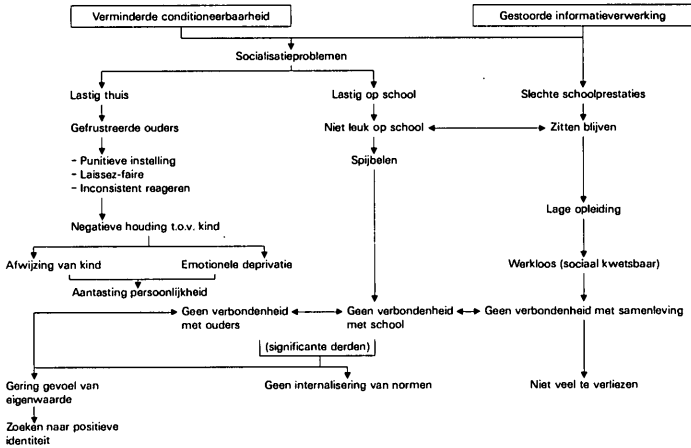 Verminderde conditioneerbaarheid
Gestoorde informatieverwerking
Socialisatieproblemen
Lastig thuis
Lastig op school
Slechte schoolprestaties
Gefrustreerde ouders
Niet leuk op school
Zitten blijven
– Punitieve instelling
– Laissez-faire
– Inconsistent reageren
Spijbelen
Lage opleiding
Negatieve houding t.o.v. kind
Afwijzing van kind
Emotionele deprivatie
Werkloos (sociaal kwetsbaar)
Aantasting persoonlijkheid
Geen verbondenheid
met ouders
Geen verbondenheid
met school
Geen verbondenheid met samenleving
(significante derden)
Gering gevoel van
eigenwaarde
Geen internalisering van normen
Niet veel te verliezen
Zoeken naar positieve
identiteit